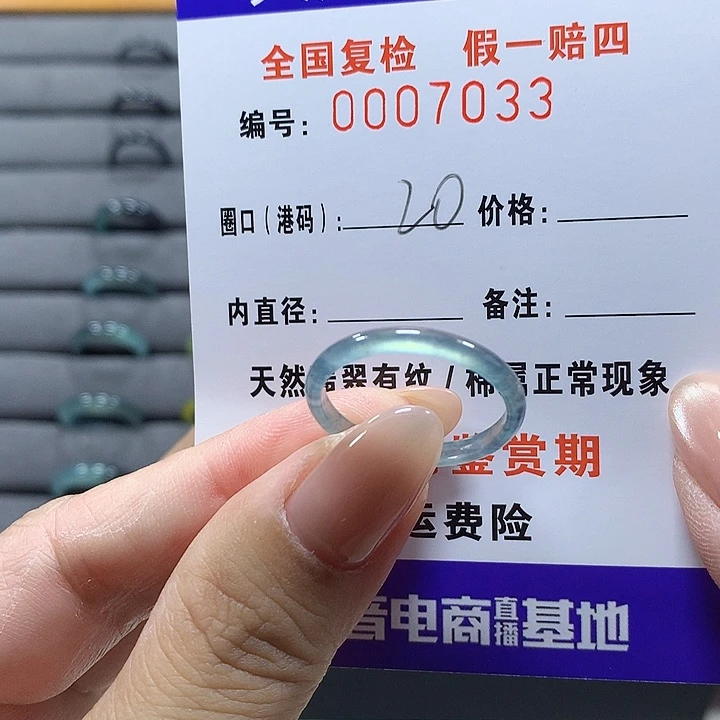 全国复检 假一赔四
编号: 0007033
圈口(港码):20 价格:
内直径: 备注:
天然翡翠有纹/棉属正常现象
鉴赏期
运费险
音电商直播基地